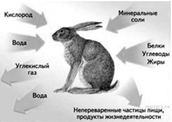 Кислород
Минеральные
соли
Вода
Белки
Углеводы
Жиры
Углекислый
газ
Вода
Непереваренные частицы пищи,
продукты жизнедеятельности